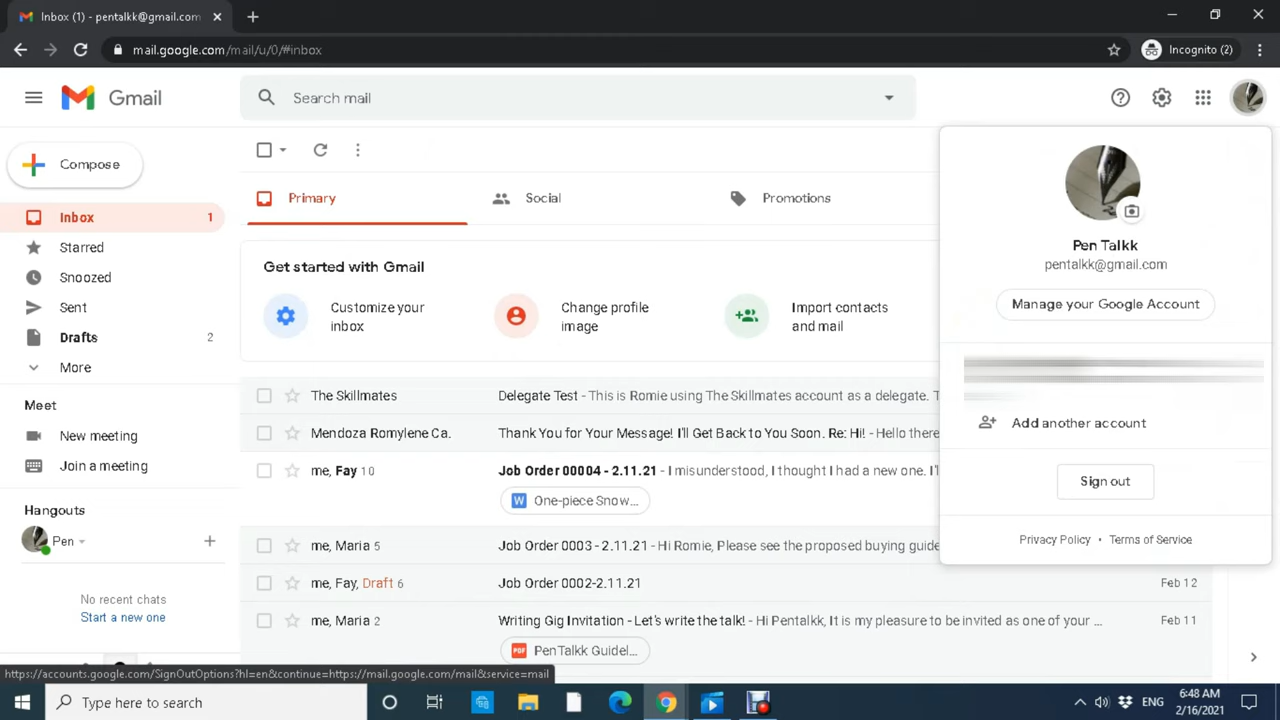 Inbox (1) - pentalkk@gmail.com
mail.google.com/mail/u/0/#inbox
Incognito (2)
Gmail
Search mail
Compose
Primary
Social
Promotions
Inbox 1
Starred
Snoozed
Sent
Drafts 2
More
Meet
New meeting
Join a meeting
Hangouts
Pen
No recent chats
Start a new one
Get started with Gmail
Customize your
inbox
Change profile
image
Import contacts
and mail
The Skillmates Delegate Test - This is Romie using The Skillmates account as a delegate. T
Mendoza Romylene Ca. Thank You for Your Message! I'll Get Back to You Soon. Re: Hi! - Hello there
me, Fay 10 Job Order 00004 - 2.11.21 - I misunderstood, I thought I had a new one. I'l
W One-piece Snow...
me, Maria 5 Job Order 0003 - 2.11.21 - Hi Romie, Please see the proposed buying guide
me, Fay, Draft 6 Job Order 0002-2.11.21 Feb 12
me, Maria 2 Writing Gig Invitation - Let's write the talk! - Hi Pentalkk, It is my pleasure to be invited as one of your ... Feb 11
PDF PenTalkk Guidel...
Pen Talkk
pentalkk@gmail.com
Manage your Google Account
Add another account
Sign out
Privacy Policy • Terms of Service
https://accounts.google.com/SignOutOptions?hl=en&continue=https://mail.google.com/mail&service=mail
Type here to search
ENG
6:48 AM
2/16/2021